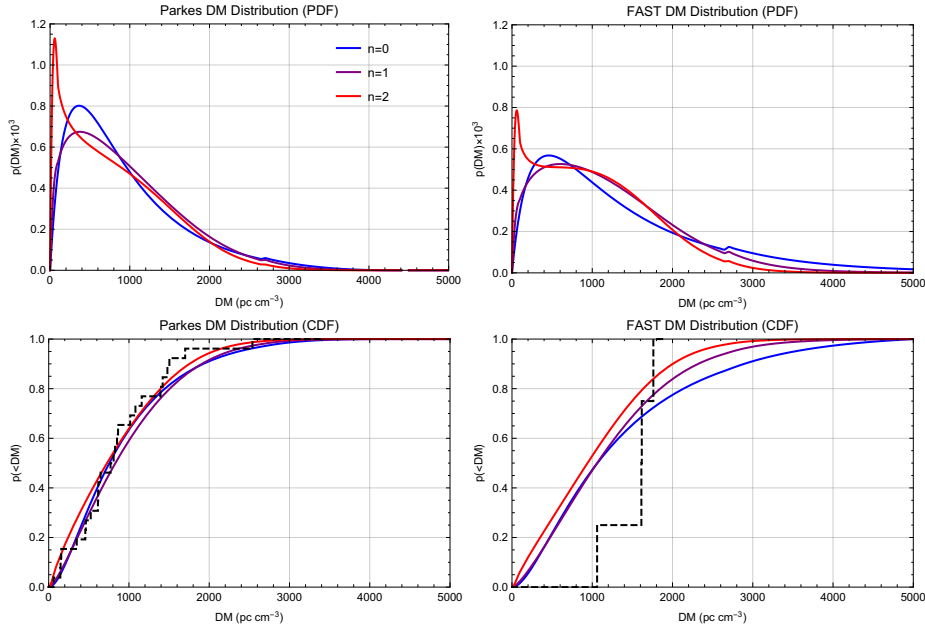 Parkes DM Distribution (PDF)
1.2
1.0
0.8
0.6
0.4
0.2
0.0
p(DM)×10³
n=0
n=1
n=2
0 1000 2000 3000 4000 5000
DM (pc cm⁻³)
FAST DM Distribution (PDF)
1.2
1.0
0.8
0.6
0.4
0.2
0.0
p(DM)×10³
0 1000 2000 3000 4000 5000
DM (pc cm⁻³)
Parkes DM Distribution (CDF)
1.0
0.8
0.6
0.4
0.2
0.0
p(<DM)
0 1000 2000 3000 4000 5000
DM (pc cm⁻³)
FAST DM Distribution (CDF)
1.0
0.8
0.6
0.4
0.2
0.0
p(<DM)
0 1000 2000 3000 4000 5000
DM (pc cm⁻³)